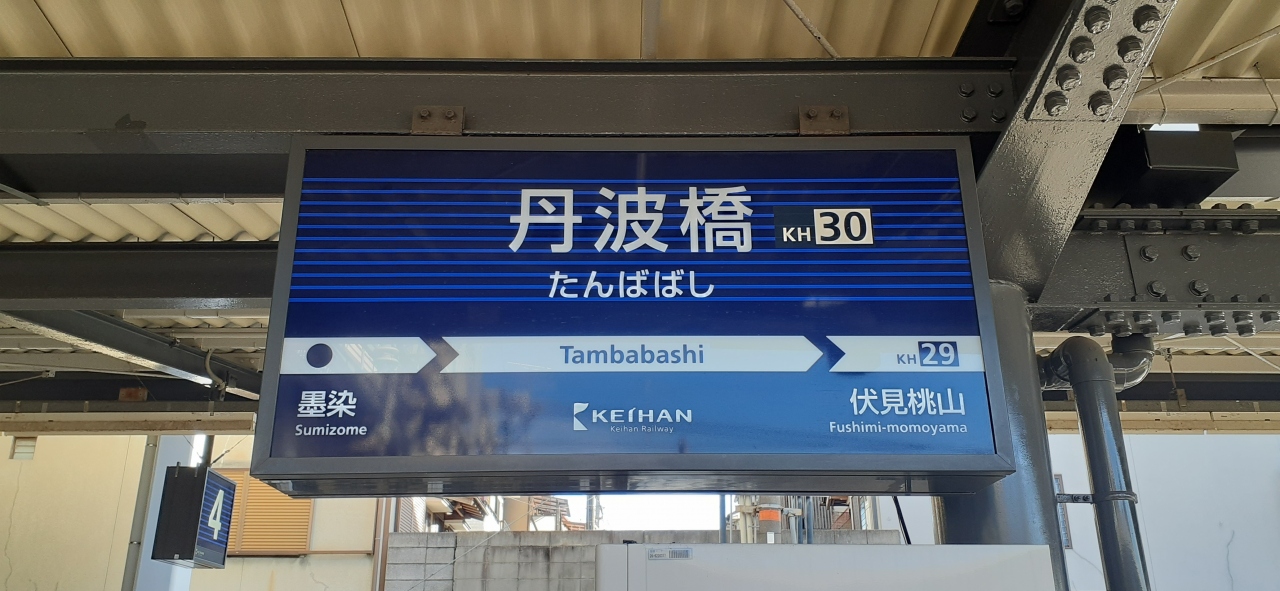 丹波橋 KH30
たんばばし
Tambabashi
KH29
墨染
Sumizome
KEIHAN
Keihan Railway
伏見桃山
Fushimi-momoyama
4